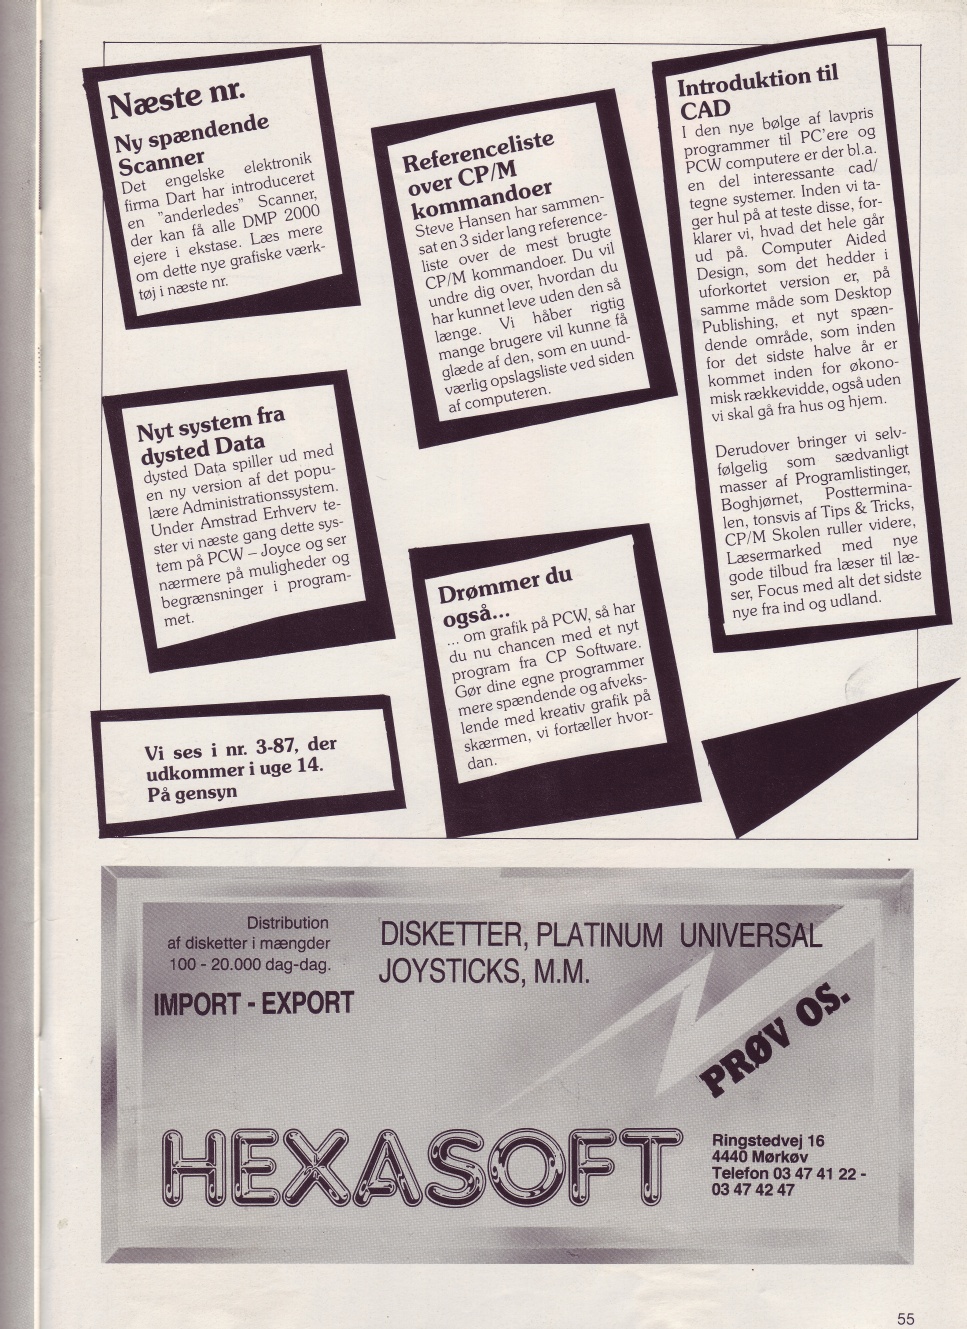 Næste nr.
Ny spændende
Scanner
Det engelske elektronik
firma Dart har introduceret
en "anderledes" Scanner,
der kan få alle DMP 2000
ejere i ekstase. Læs mere
om dette nye grafiske værk-
tøj i næste nr.
Referenceliste
over CP/M
kommandoer
Steve Hansen har sammen-
sat en 3 sider lang reference-
liste over de mest brugte
CP/M kommandoer. Du vil
undre dig over, hvordan du
har kunnet leve uden den så
længe. Vi håber rigtig
mange brugere vil kunne få
glæde af den, som en uund-
værlig opslagsliste ved siden
af computeren.
Introduktion til
CAD
I den nye bølge af lavpris
programmer til PC'ere og
PCW computere er der bl.a.
en del interessante cad/
tegne systemer. Inden vi ta-
ger hul på at teste disse, for-
klarer vi, hvad det hele går
ud på. Computer Aided
Design, som det hedder i
uforkortet version er, på
samme måde som Desktop
Publishing, et nyt spæn-
dende område, som inden
for det sidste halve år er
kommet inden for økono-
misk rækkevidde, også uden
vi skal gå fra hus og hjem.
Derudover bringer vi selv-
følgelig som sædvanligt
masser af Programlistinger,
Boghjørnet, Posttermina-
len, tonsvis af Tips & Tricks,
CP/M Skolen ruller videre,
Læsermarked med nye
gode tilbud fra læser til læ-
ser, Focus med alt det sidste
nye fra ind og udland.
Nyt system fra
dysted Data
dysted Data spiller ud med
en ny version af det popu-
lære Administrationssystem.
Under Amstrad Erhverv te-
ster vi næste gang dette sys-
tem på PCW – Joyce og ser
nærmere på muligheder og
begrænsninger i program-
met.
Drømmer du
også...
... om grafik på PCW, så har
du nu chancen med et nyt
program fra CP Software.
Gør dine egne programmer
mere spændende og afveks-
lende med kreativ grafik på
skærmen, vi fortæller hvor-
dan.
Vi ses i nr. 3-87, der
udkommer i uge 14.
På gensyn
Distribution
af disketter i mængder
100 - 20.000 dag-dag.
IMPORT - EXPORT
DISKETTER, PLATINUM UNIVERSAL
JOYSTICKS, M.M.
PRØV OS.
HEXASOFT
Ringstedvej 16
4440 Mørkøv
Telefon 03 47 41 22 -
03 47 42 47
55